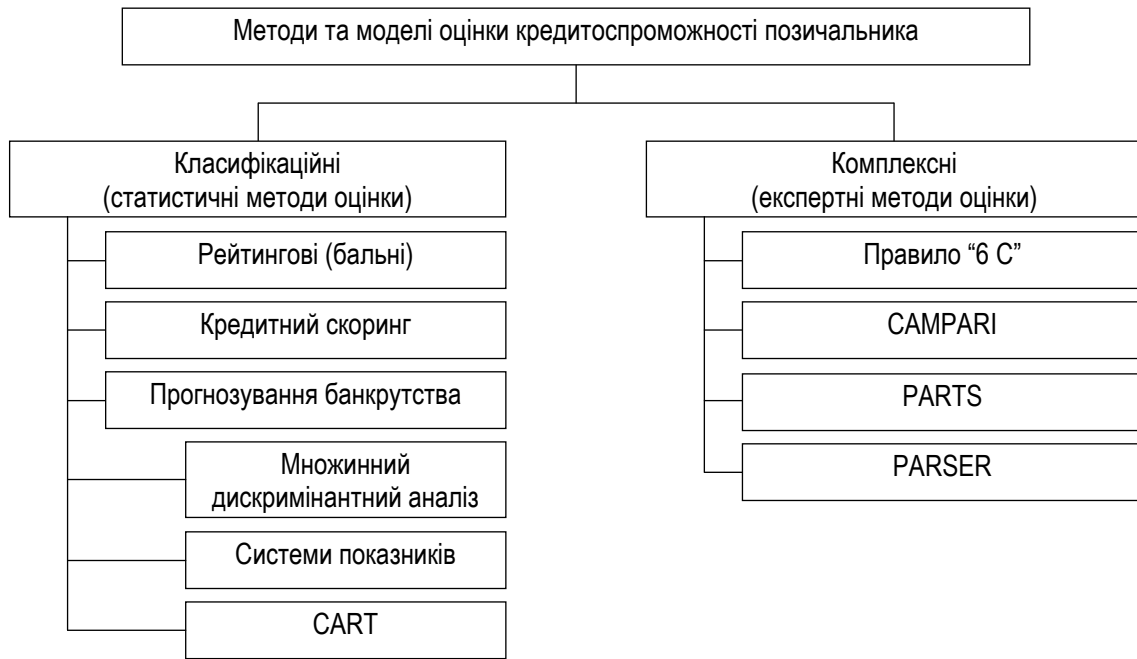 Методи та моделі оцінки кредитоспроможності позичальника
Класифікаційні
(статистичні методи оцінки)
Рейтингові (бальні)
Кредитний скоринг
Прогнозування банкрутства
Множинний
дискримінантний аналіз
Системи показників
CART
Комплексні
(експертні методи оцінки)
Правило “6 С”
CAMPARI
PARTS
PARSER